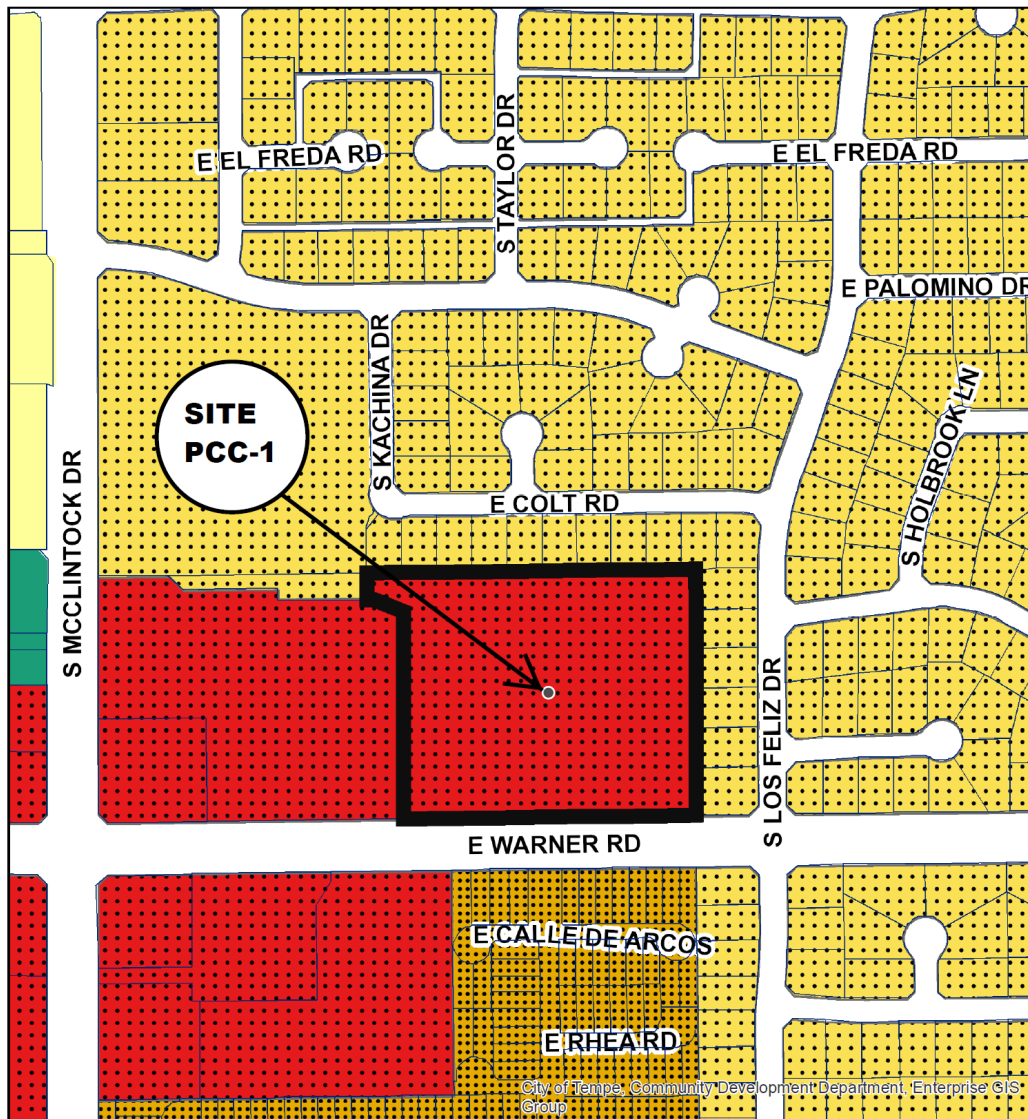 E EL FREDA RD
S TAYLOR DR
E EL FREDA RD
E PALOMINO DR
S KACHINA DR
S HOLBROOK LN
SITE
PCC-1
S MCCLINTOCK DR
E COLT RD
S LOS FELIZ DR
E WARNER RD
E CALLE DE ARCOS
E RHEA RD
City of Tempe, Community Development Department, Enterprise GIS
Group